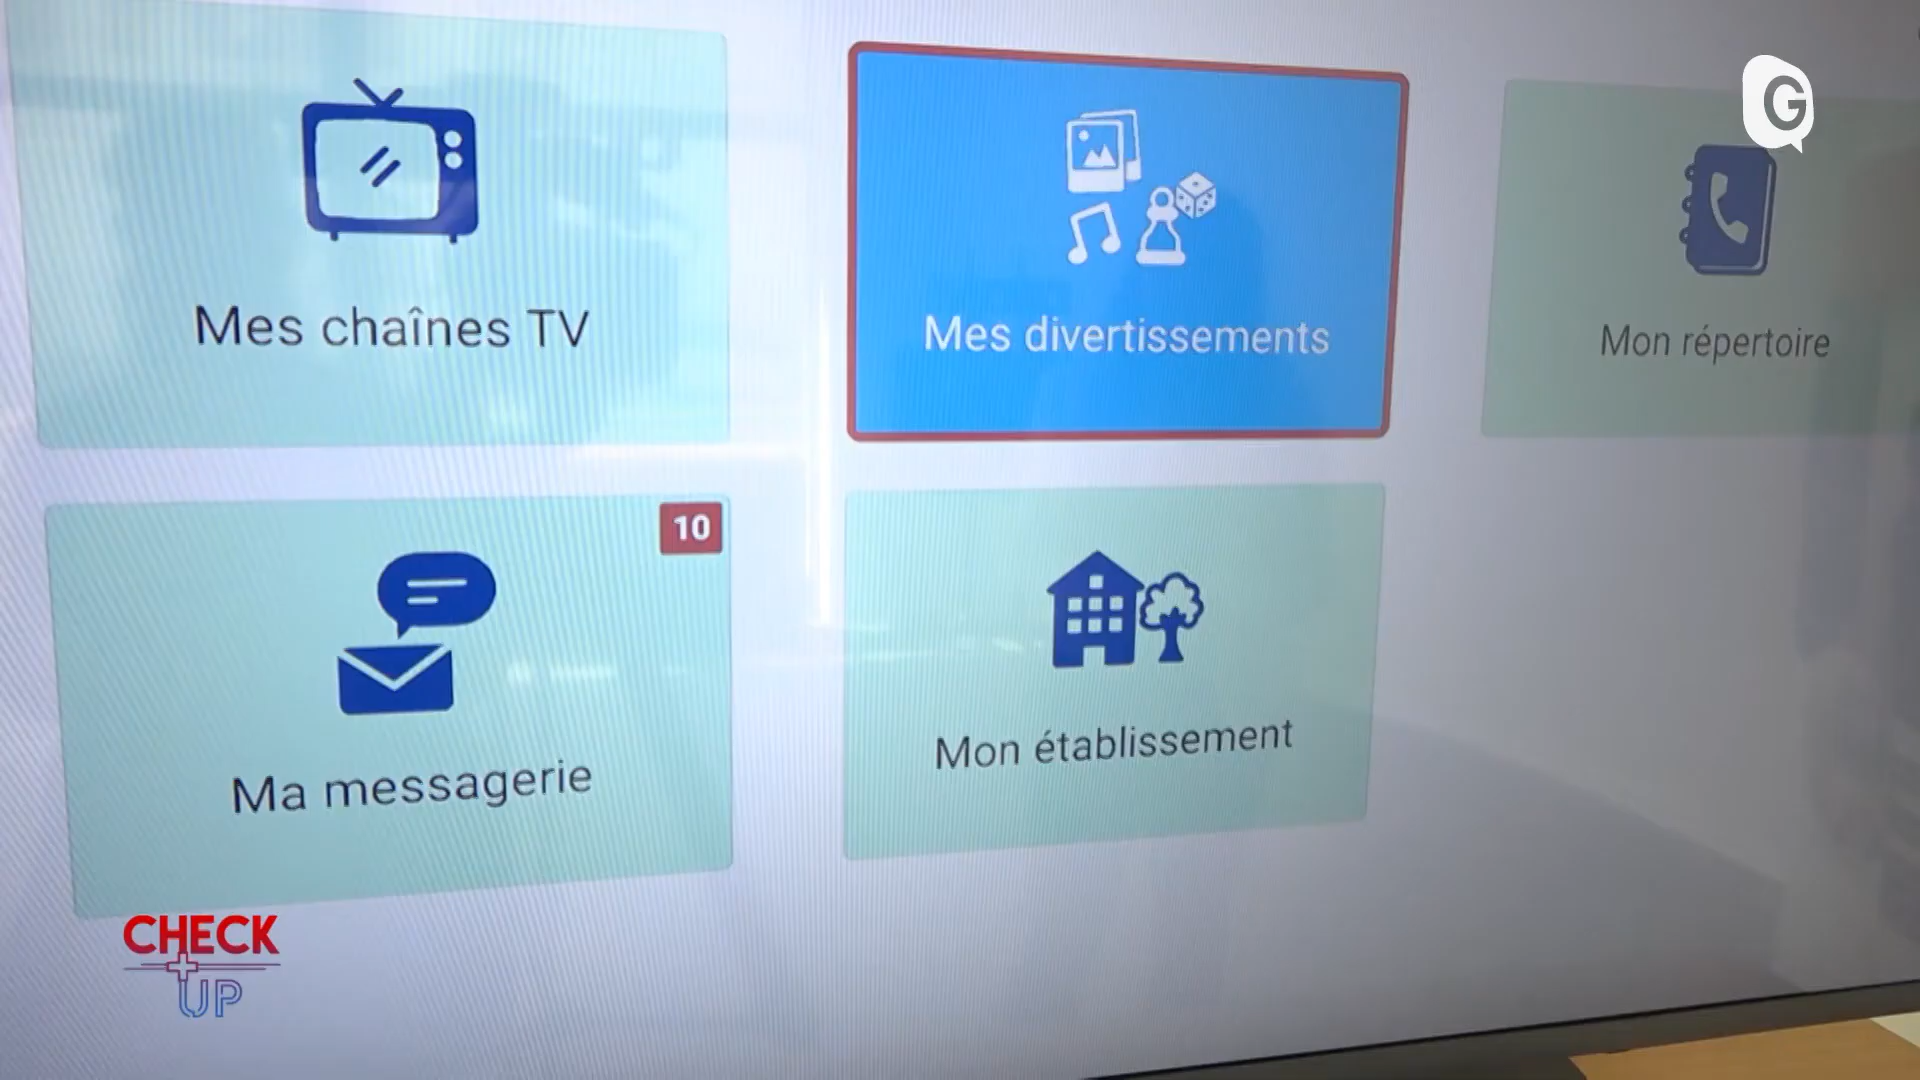 Mes chaînes TV
Mes divertissements
Mon répertoire
10
Ma messagerie
Mon établissement
CHECK
UP
G